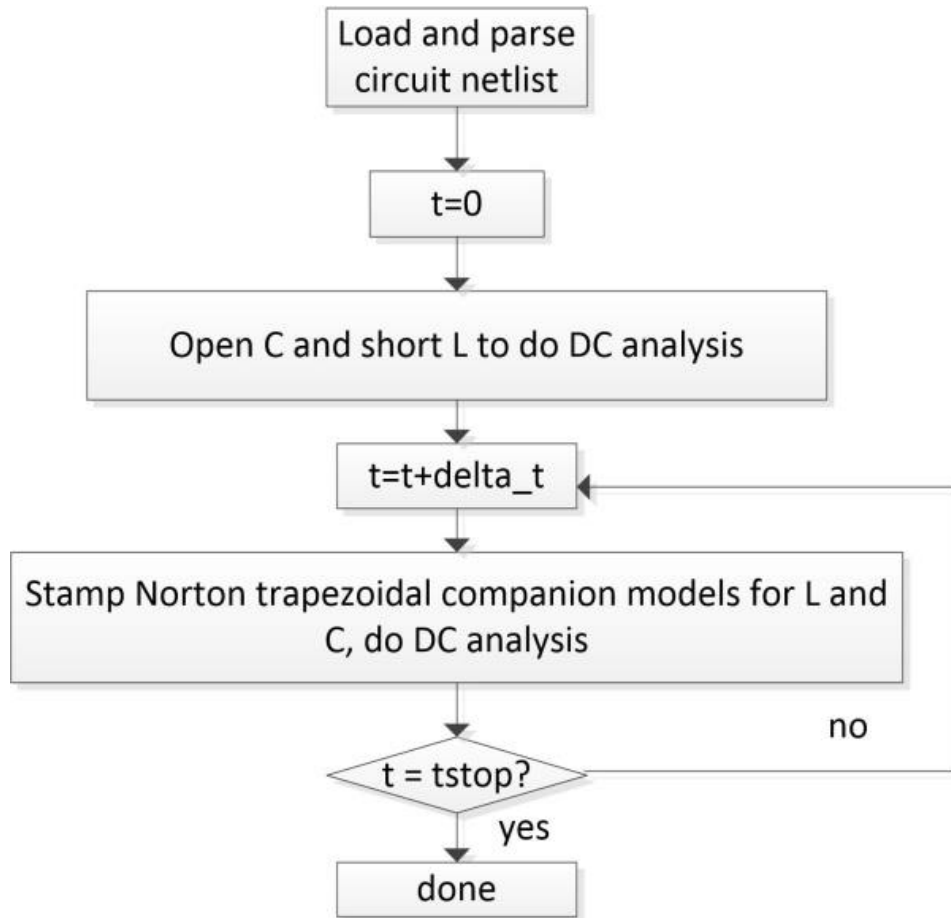 Load and parse
circuit netlist
t=0
Open C and short L to do DC analysis
t=t+delta_t
Stamp Norton trapezoidal companion models for L and
C, do DC analysis
no
t = tstop?
yes
done